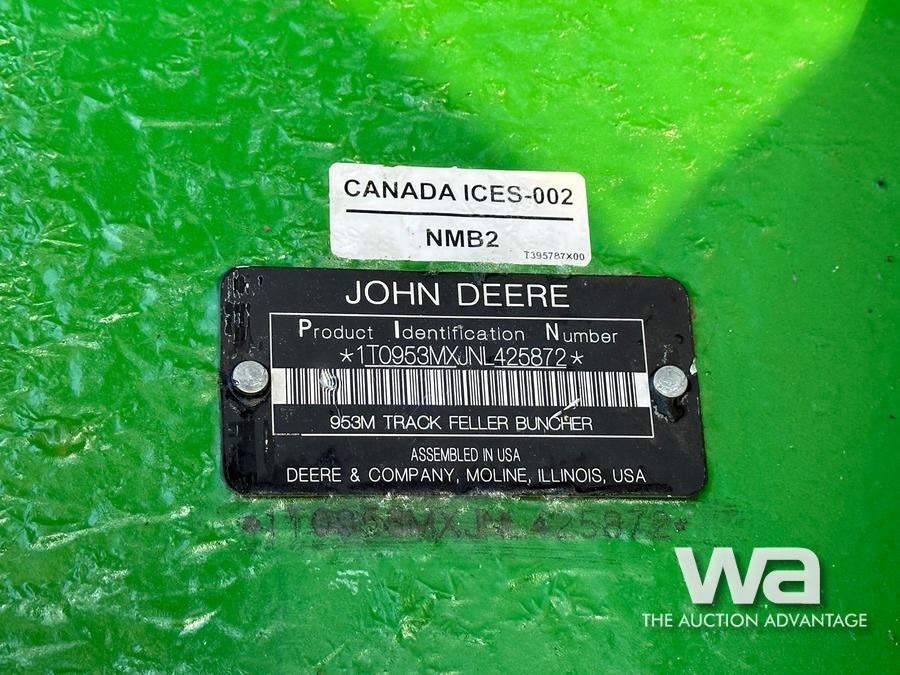 CANADA ICES-002
NMB2
T395787X00
JOHN DEERE
Product Identification Number
*1T0953MXJNL425872*
953M TRACK FELLER BUNCHER
ASSEMBLED IN USA
DEERE & COMPANY, MOLINE, ILLINOIS, USA
*1T0953MXJNL425872*
wa
THE AUCTION ADVANTAGE